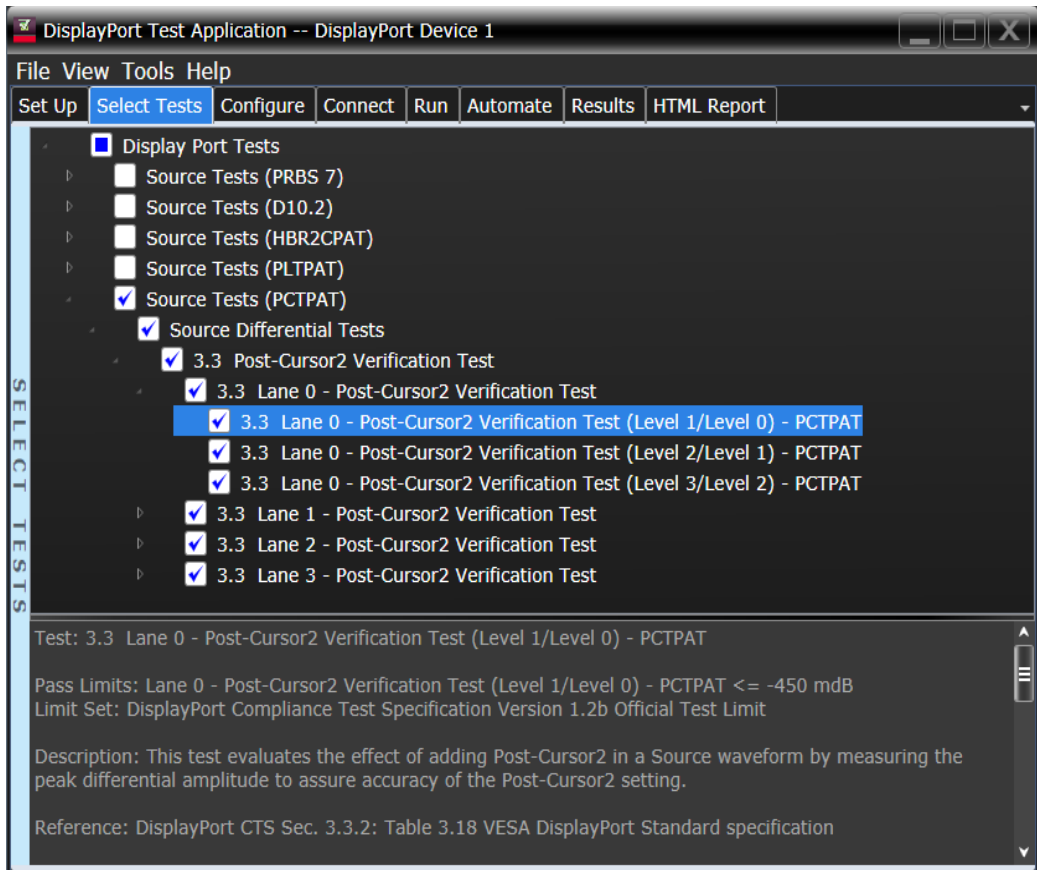 DisplayPort Test Application -- DisplayPort Device 1
File View Tools Help
Set Up Select Tests Configure Connect Run Automate Results HTML Report
Display Port Tests
Source Tests (PRBS 7)
Source Tests (D10.2)
Source Tests (HBR2CPAT)
Source Tests (PLTPAT)
Source Tests (PCTPAT)
Source Differential Tests
3.3 Post-Cursor2 Verification Test
3.3 Lane 0 - Post-Cursor2 Verification Test
3.3 Lane 0 - Post-Cursor2 Verification Test (Level 1/Level 0) - PCTPAT
3.3 Lane 0 - Post-Cursor2 Verification Test (Level 2/Level 1) - PCTPAT
3.3 Lane 0 - Post-Cursor2 Verification Test (Level 3/Level 2) - PCTPAT
3.3 Lane 1 - Post-Cursor2 Verification Test
3.3 Lane 2 - Post-Cursor2 Verification Test
3.3 Lane 3 - Post-Cursor2 Verification Test
SELECT TESTS
Test: 3.3 Lane 0 - Post-Cursor2 Verification Test (Level 1/Level 0) - PCTPAT
Pass Limits: Lane 0 - Post-Cursor2 Verification Test (Level 1/Level 0) - PCTPAT <= -450 mdB
Limit Set: DisplayPort Compliance Test Specification Version 1.2b Official Test Limit
Description: This test evaluates the effect of adding Post-Cursor2 in a Source waveform by measuring the
peak differential amplitude to assure accuracy of the Post-Cursor2 setting.
Reference: DisplayPort CTS Sec. 3.3.2: Table 3.18 VESA DisplayPort Standard specification